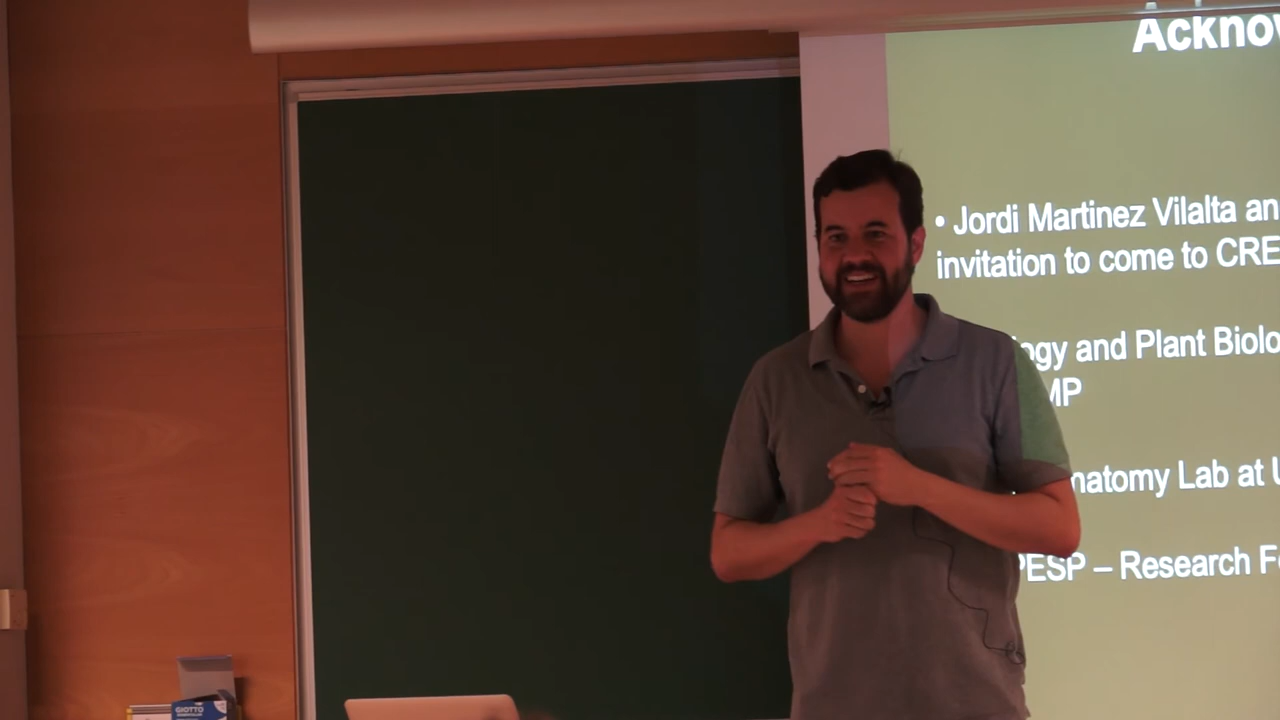 Acknov
• Jordi Martinez Vilalta an
invitation to come to CRE
ogy and Plant Biolo
MP
natomy Lab at U
PESP – Research F
GIOTTO